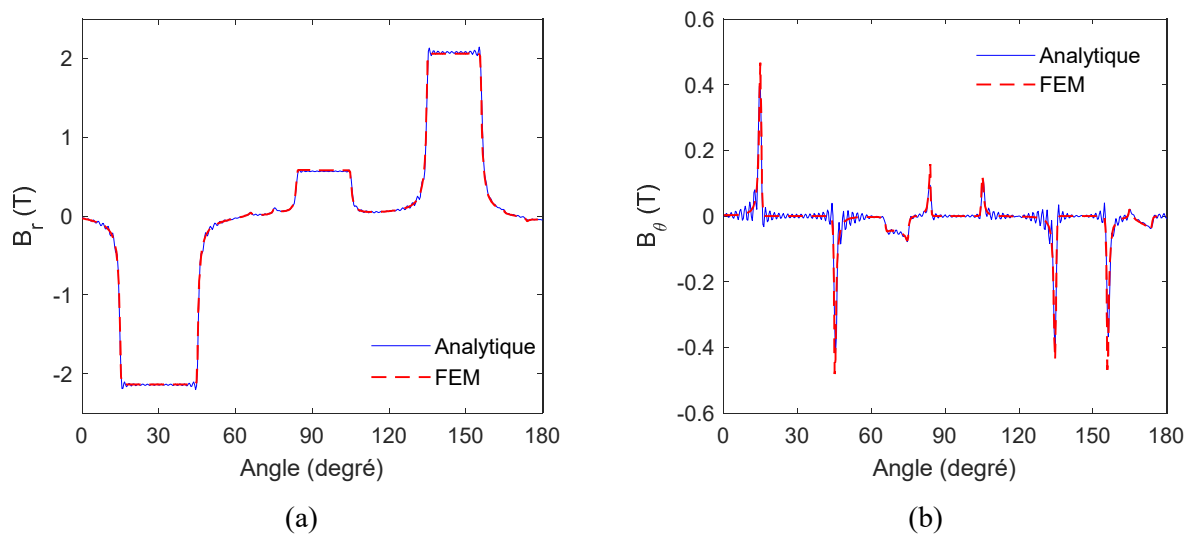 2
1
0
-1
-2
0
30
60
90
120
150
180
B_r (T)
Angle (degré)
Analytique
FEM
(a)
0.6
0.4
0.2
0
-0.2
-0.4
-0.6
0
30
60
90
120
150
180
B_θ (T)
Angle (degré)
Analytique
FEM
(b)